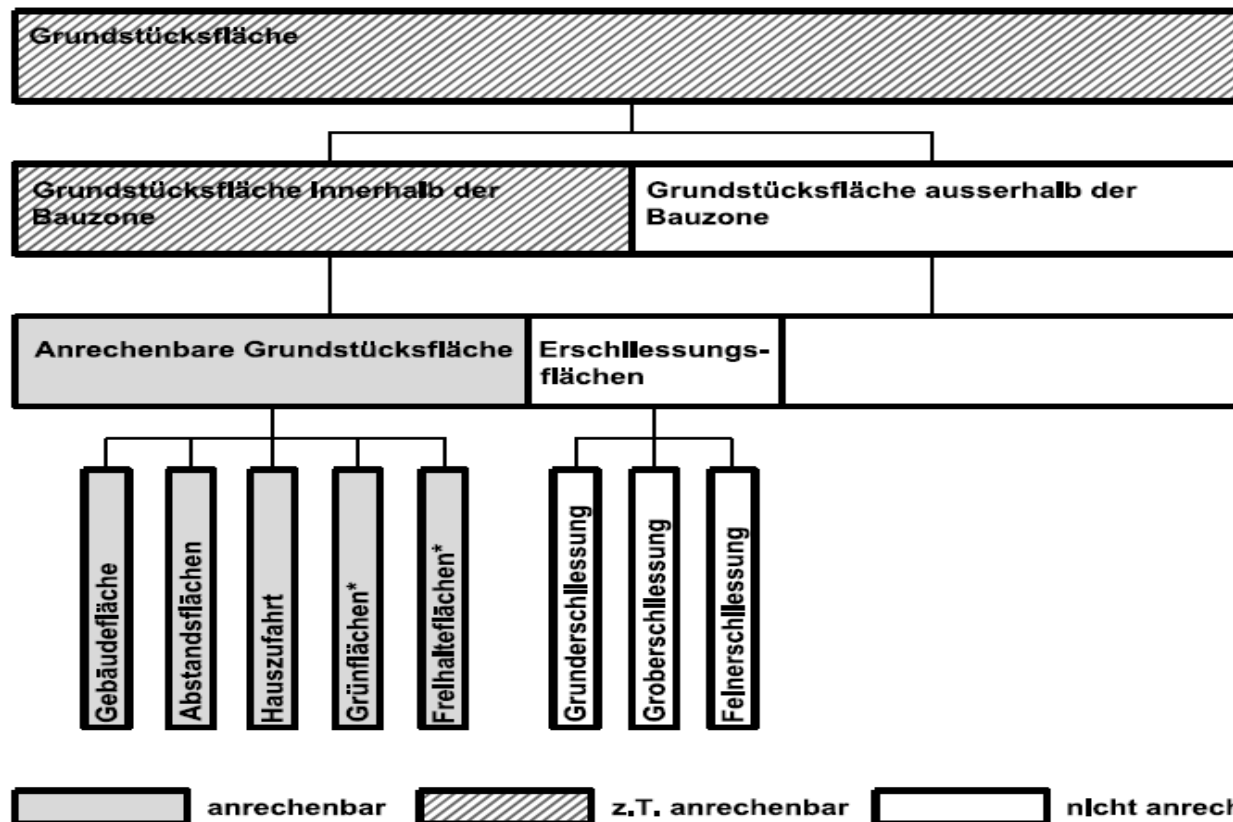 Grundstücksfläche
Grundstücksfläche innerhalb der
Bauzone
Grundstücksfläche ausserhalb der
Bauzone
Anrechenbare Grundstücksfläche
Erschliessungs-
flächen
Gebäudefläche
Abstandsflächen
Hauszufahrt
Grünflächen*
Freihalteflächen*
Grunderschliessung
Groberschliessung
Feinerschliessung
anrechenbar
z.T. anrechenbar
nicht anrech